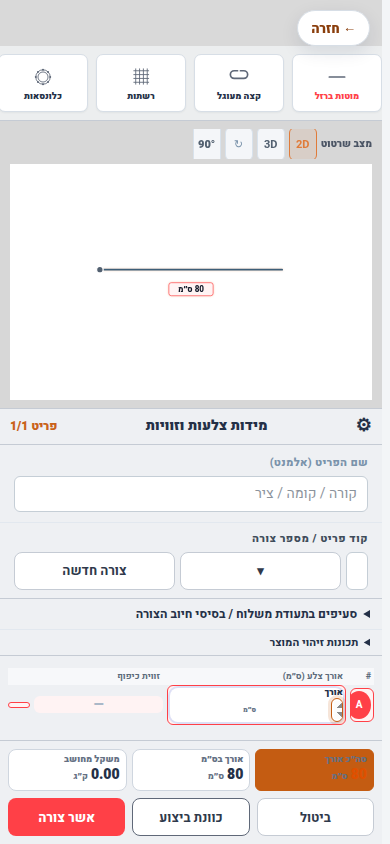 ← חזרה
מוטות ברזל
קצה מעוגל
רשתות
כלונסאות
מצב שרטוט
2D
3D
↻
90°
80 ס"מ
⚙ מידות צלעות וזוויות
פריט 1/1
שם הפריט (אלמנט)
קורה / קומה / ציר
קוד פריט / מספר צורה
▼
צורה חדשה
◀ סעיפים בתעודת משלוח / בסיסי חיוב הצורה
◀ תכונות זיהוי המוצר
# אורך צלע (ס"מ) זווית כיפוף
A
אורך
ס"מ
—
אורך בס"מ
80 ס"מ
משקל מחושב
0.00 ק"ג
ביטול
כוונת ביצוע
אשר צורה